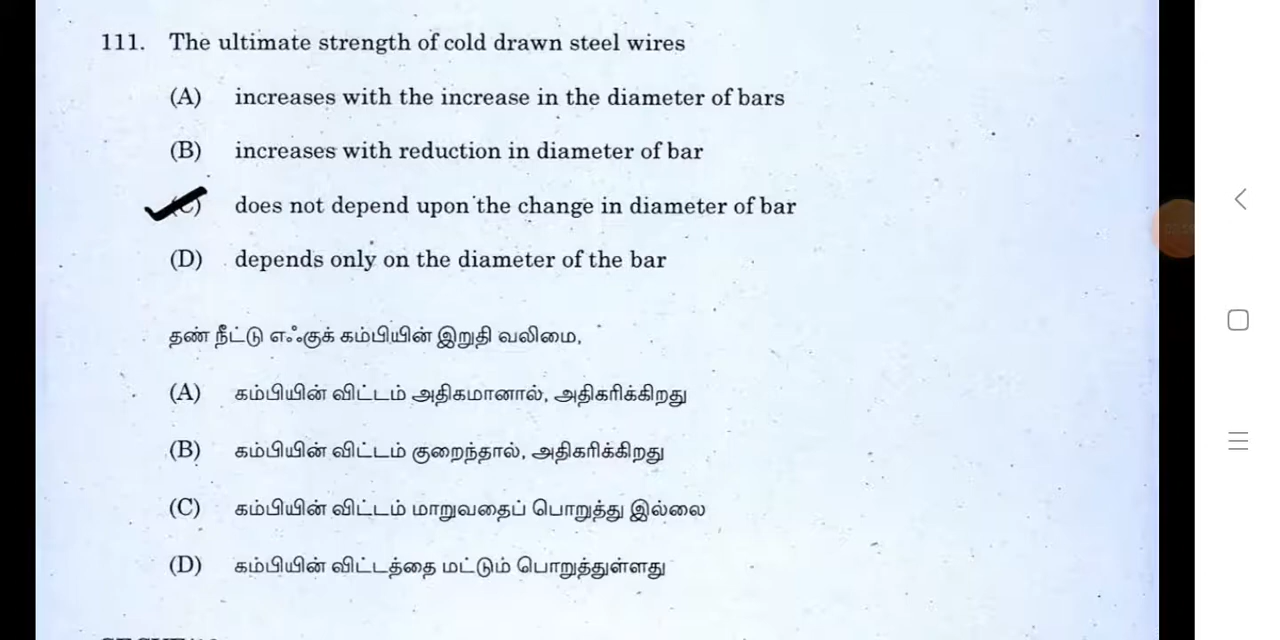 111. The ultimate strength of cold drawn steel wires
(A) increases with the increase in the diameter of bars
(B) increases with reduction in diameter of bar
(C) does not depend upon the change in diameter of bar
(D) depends only on the diameter of the bar
தண் நீட்டு எஃகுக் கம்பியின் இறுதி வலிமை,
(A) கம்பியின் விட்டம் அதிகமானால், அதிகரிக்கிறது
(B) கம்பியின் விட்டம் குறைந்தால், அதிகரிக்கிறது
(C) கம்பியின் விட்டம் மாறுவதைப் பொறுத்து இல்லை
(D) கம்பியின் விட்டத்தை மட்டும் பொறுத்துள்ளது